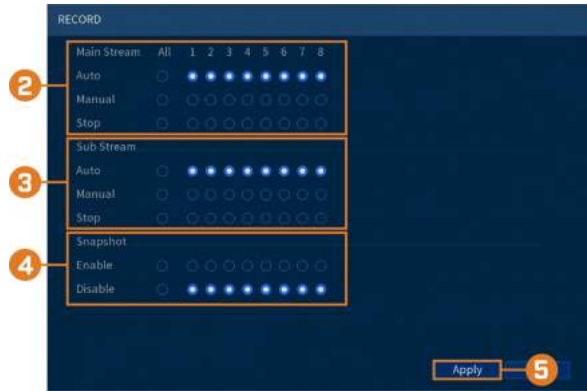 RECORD
Main Stream All 1 2 3 4 5 6 7 8
2
Auto
Manual
Stop
Sub Stream
3
Auto
Manual
Stop
Snapshot
4
Enable
Disable
Apply 5